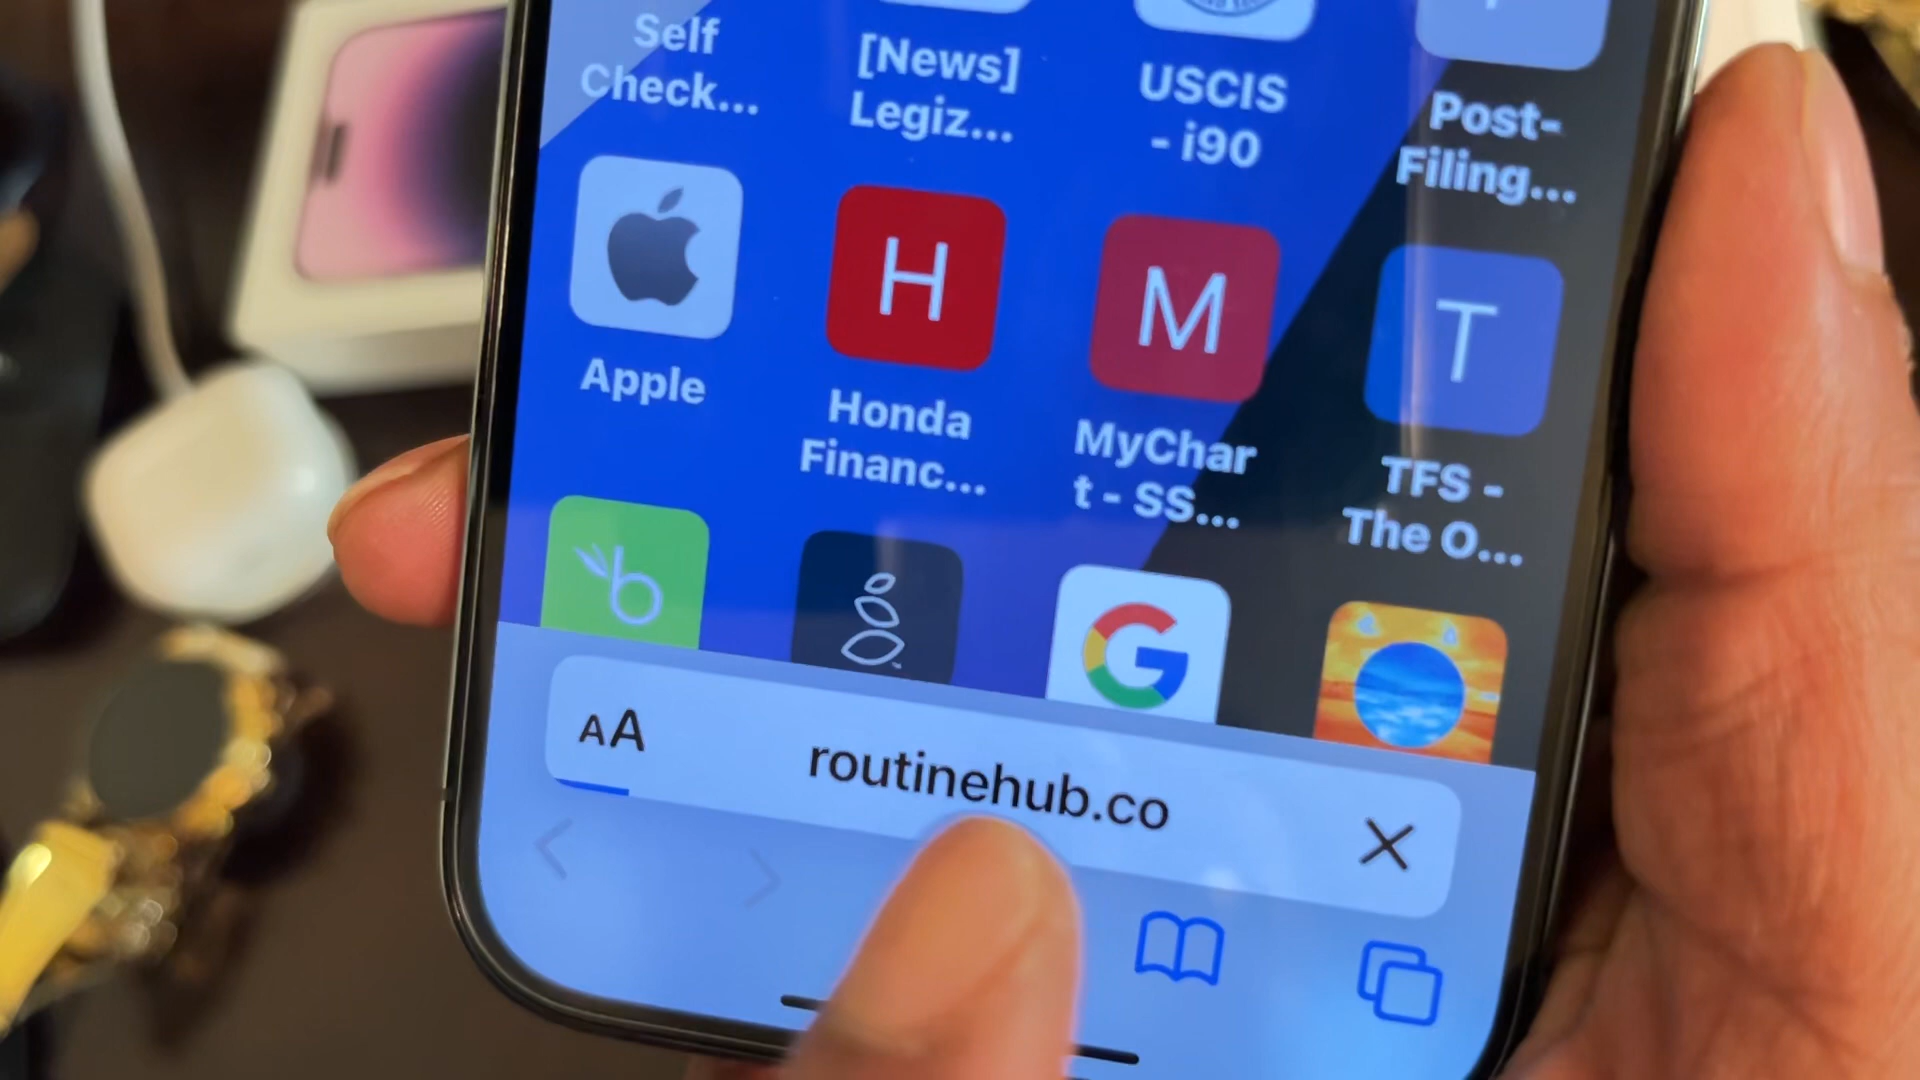 Self
Check...
[News]
Legiz...
USCIS
- i90
Post-
Filing...
H
M
T
Apple
Honda
Financ...
MyChar
t - SS...
TFS -
The O...
b
G
AA
routinehub.co